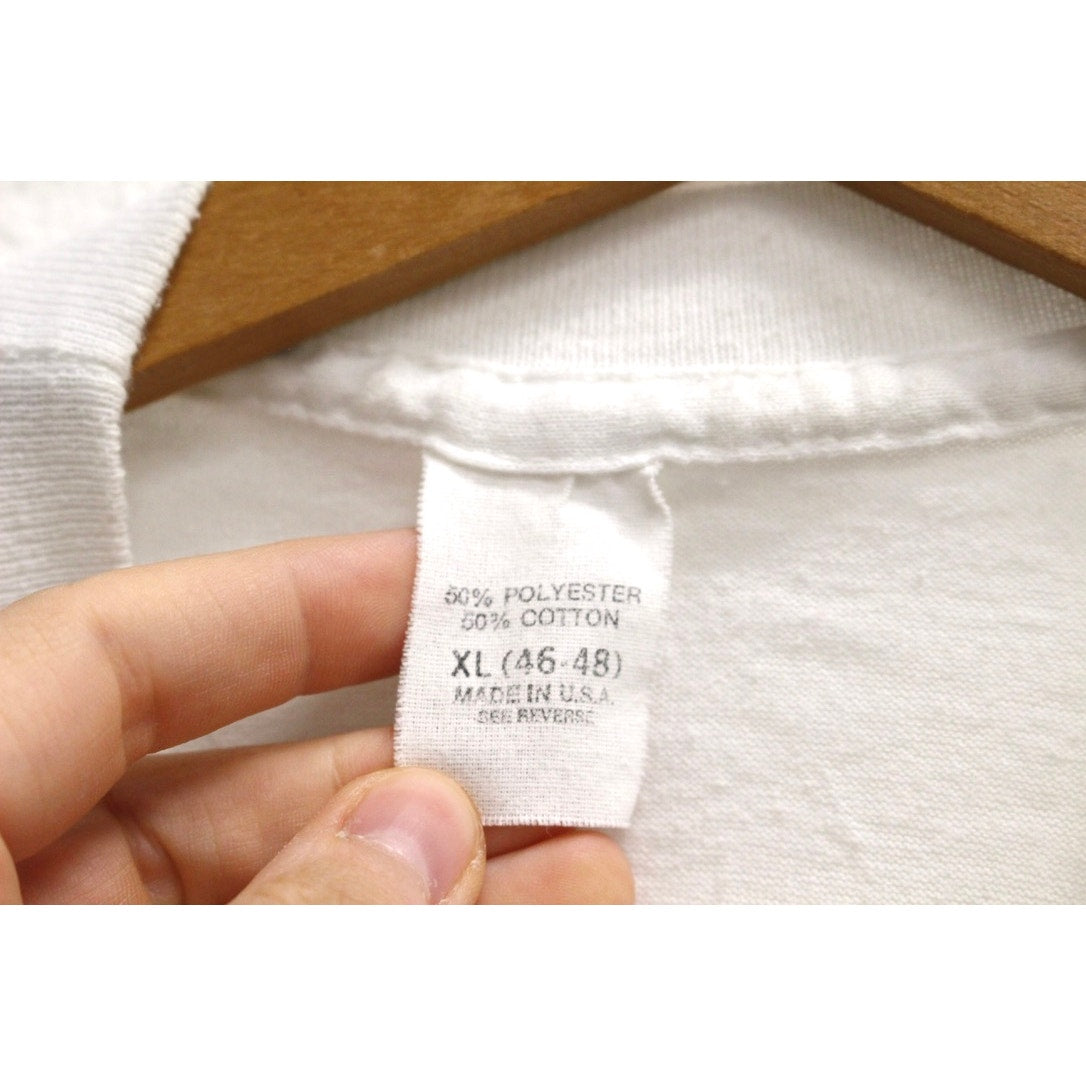 50% POLYESTER
50% COTTON
XL (46-48)
MADE IN U.S.A.
SEE REVERSE